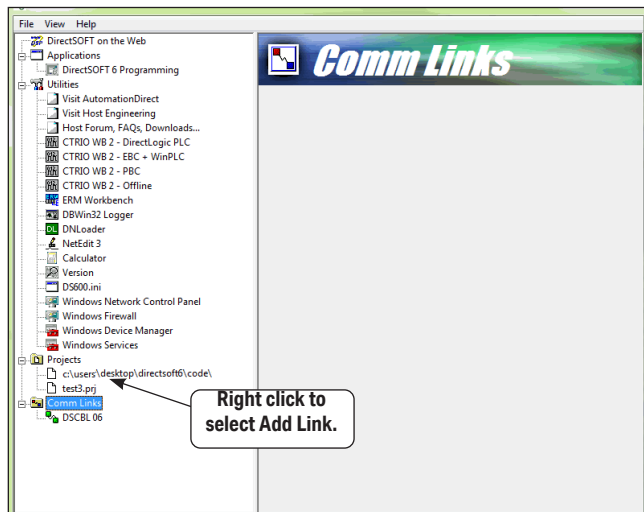 File View Help
DirectSOFT on the Web
Applications
DirectSOFT 6 Programming
Utilities
Visit AutomationDirect
Visit Host Engineering
Host Forum, FAQs, Downloads...
CTRIO WB 2 - DirectLogic PLC
CTRIO WB 2 - EBC + WinPLC
CTRIO WB 2 - PBC
CTRIO WB 2 - Offline
ERM Workbench
DBWin32 Logger
DNLoader
NetEdit 3
Calculator
Version
DS600.ini
Windows Network Control Panel
Windows Firewall
Windows Device Manager
Windows Services
Projects
c:\users\desktop\directsoft6\code\
test3.prj
Comm Links
DSCBL 06
Comm Links
Right click to
select Add Link.